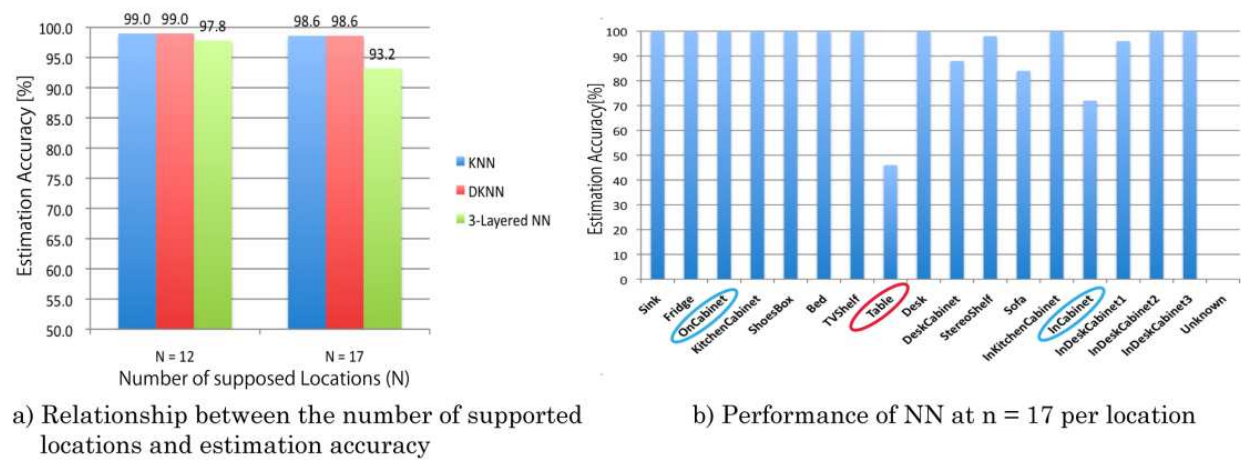 99.0 99.0 97.8 98.6 98.6 93.2
100.0
95.0
90.0
85.0
80.0
75.0
70.0
65.0
60.0
55.0
50.0
Estimation Accuracy [%]
N = 12 N = 17
Number of supposed Locations (N)
KNN
DKNN
3-Layered NN
a) Relationship between the number of supported
locations and estimation accuracy
100
90
80
70
60
50
40
30
20
10
0
Estimation Accuracy[%]
Sink
Fridge
OnCabinet
KitchenCabinet
ShoesBox
Bed
TVShelf
Table
Desk
DeskCabinet
StereoShelf
Sofa
InKitchenCabinet
InCabinet
InDeskCabinet1
InDeskCabinet2
InDeskCabinet3
Unknown
b) Performance of NN at n = 17 per location